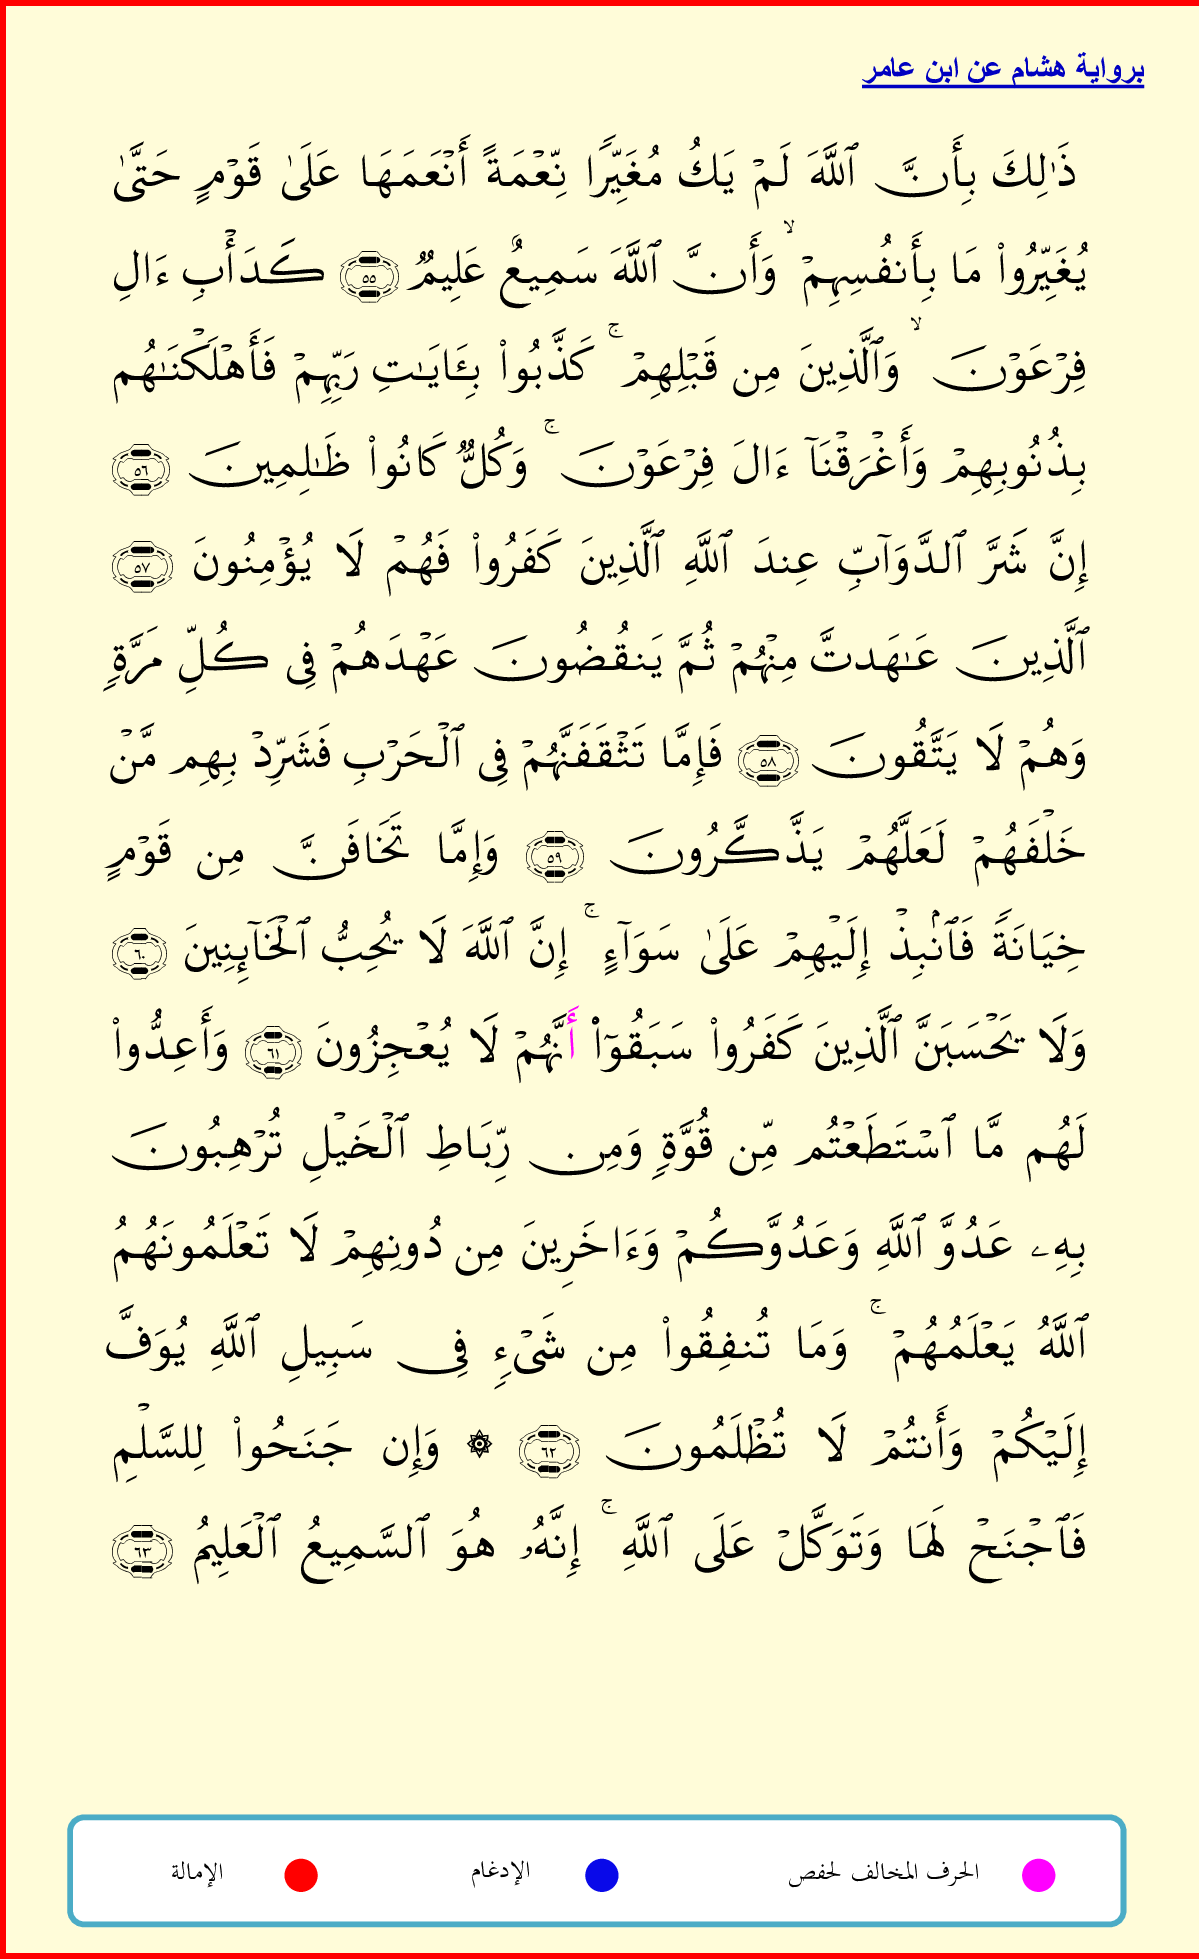 برواية هشام عن ابن عامر
ذَٰلِكَ بِأَنَّ ٱللَّهَ لَمۡ يَكُ مُغَيِّرٗا نِّعۡمَةً أَنۡعَمَهَا عَلَىٰ قَوۡمٍ حَتَّىٰ
يُغَيِّرُواْ مَا بِأَنفُسِهِمۡ ۙ وَأَنَّ ٱللَّهَ سَمِيعٌ عَلِيمٞ ٥٥ كَدَأۡبِ ءَالِ
فِرۡعَوۡنَ ۙ وَٱلَّذِينَ مِن قَبۡلِهِمۡ ۚ كَذَّبُواْ بِـَٔايَٰتِ رَبِّهِمۡ فَأَهۡلَكۡنَٰهُم
بِذُنُوبِهِمۡ وَأَغۡرَقۡنَآ ءَالَ فِرۡعَوۡنَ ۚ وَكُلّٞ كَانُواْ ظَٰلِمِينَ ٥٦
إِنَّ شَرَّ ٱلدَّوَآبِّ عِندَ ٱللَّهِ ٱلَّذِينَ كَفَرُواْ فَهُمۡ لَا يُؤۡمِنُونَ ٥٧
ٱلَّذِينَ عَٰهَدتَّ مِنۡهُمۡ ثُمَّ يَنقُضُونَ عَهۡدَهُمۡ فِي كُلِّ مَرَّةٖ
وَهُمۡ لَا يَتَّقُونَ ٥٨ فَإِمَّا تَثۡقَفَنَّهُمۡ فِي ٱلۡحَرۡبِ فَشَرِّدۡ بِهِم مَّنۡ
خَلۡفَهُمۡ لَعَلَّهُمۡ يَذَّكَّرُونَ ٥٩ وَإِمَّا تَخَافَنَّ مِن قَوۡمٍ
خِيَانَةٗ فَٱنۢبِذۡ إِلَيۡهِمۡ عَلَىٰ سَوَآءٍ ۚ إِنَّ ٱللَّهَ لَا يُحِبُّ ٱلۡخَآئِنِينَ ٦٠
وَلَا يَحۡسَبَنَّ ٱلَّذِينَ كَفَرُواْ سَبَقُوٓاْ أَنَّهُمۡ لَا يُعۡجِزُونَ ٦١ وَأَعِدُّواْ
لَهُم مَّا ٱسۡتَطَعۡتُم مِّن قُوَّةٖ وَمِن رِّبَاطِ ٱلۡخَيۡلِ تُرۡهِبُونَ
بِهِۦ عَدُوَّ ٱللَّهِ وَعَدُوَّكُمۡ وَءَاخَرِينَ مِن دُونِهِمۡ لَا تَعۡلَمُونَهُمُ
ٱللَّهُ يَعۡلَمُهُمۡ ۚ وَمَا تُنفِقُواْ مِن شَيۡءٖ فِي سَبِيلِ ٱللَّهِ يُوَفَّ
إِلَيۡكُمۡ وَأَنتُمۡ لَا تُظۡلَمُونَ ٦٢ ۞ وَإِن جَنَحُواْ لِلسَّلۡمِ
فَٱجۡنَحۡ لَهَا وَتَوَكَّلۡ عَلَى ٱللَّهِ ۚ إِنَّهُۥ هُوَ ٱلسَّمِيعُ ٱلۡعَلِيمُ ٦٣
الحرف المخالف لحفص الإدغام الإمالة